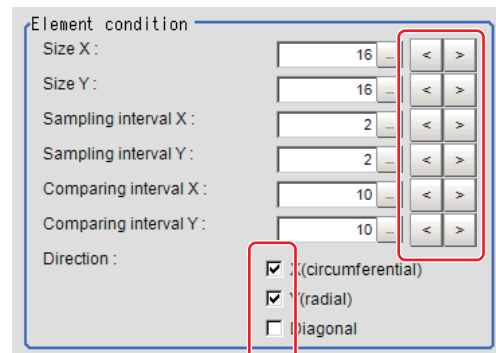 Element condition
Size X : 16 ... < >
Size Y : 16 ... < >
Sampling interval X : 2 ... < >
Sampling interval Y : 2 ... < >
Comparing interval X : 10 ... < >
Comparing interval Y : 10 ... < >
Direction :
X(circumferential)
Y(radial)
Diagonal